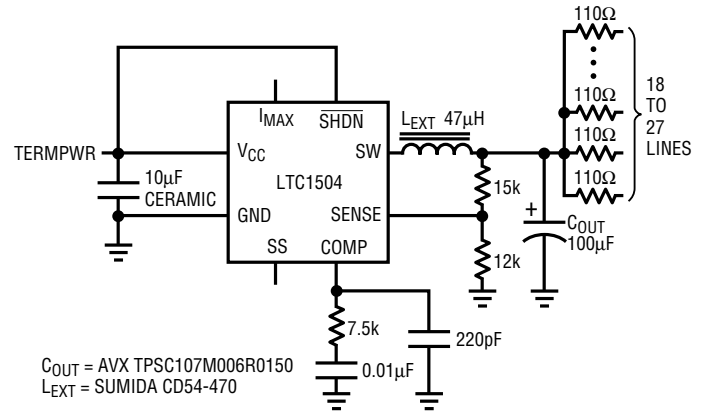 110Ω
110Ω
110Ω
110Ω
18
TO
27
LINES
IMAX
SHDN
LEXT 47µH
TERMPWR
VCC
SW
LTC1504
10µF
CERAMIC
15k
GND
SENSE
+
COUT
100µF
SS
COMP
12k
7.5k
220pF
0.01µF
COUT = AVX TPSC107M006R0150
LEXT = SUMIDA CD54-470